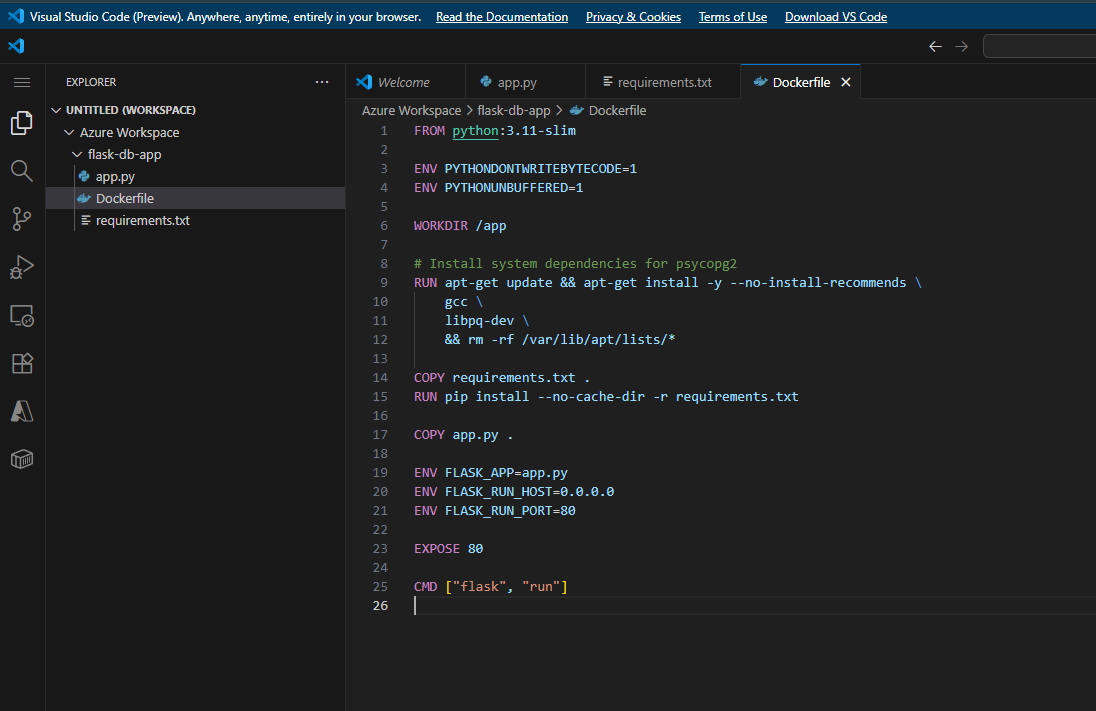 Visual Studio Code (Preview). Anywhere, anytime, entirely in your browser. Read the Documentation Privacy & Cookies Terms of Use Download VS Code
EXPLORER ···
UNTITLED (WORKSPACE)
Azure Workspace
flask-db-app
app.py
Dockerfile
requirements.txt
Welcome app.py requirements.txt Dockerfile
Azure Workspace > flask-db-app > Dockerfile
1 FROM python:3.11-slim
2
3 ENV PYTHONDONTWRITEBYTECODE=1
4 ENV PYTHONUNBUFFERED=1
5
6 WORKDIR /app
7
8 # Install system dependencies for psycopg2
9 RUN apt-get update && apt-get install -y --no-install-recommends \
10 gcc \
11 libpq-dev \
12 && rm -rf /var/lib/apt/lists/*
13
14 COPY requirements.txt .
15 RUN pip install --no-cache-dir -r requirements.txt
16
17 COPY app.py .
18
19 ENV FLASK_APP=app.py
20 ENV FLASK_RUN_HOST=0.0.0.0
21 ENV FLASK_RUN_PORT=80
22
23 EXPOSE 80
24
25 CMD ["flask", "run"]
26